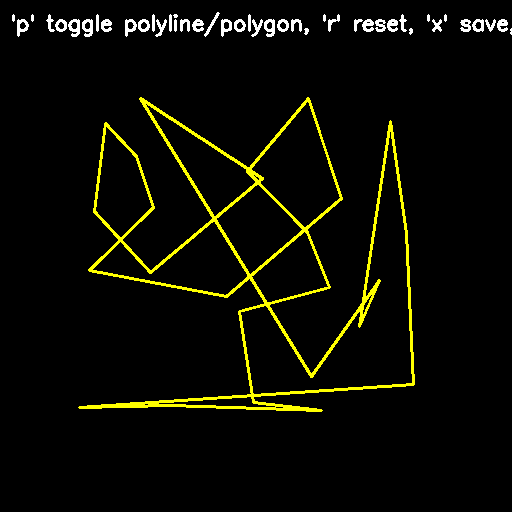 'p' toggle polyline/polygon, 'r' reset, 'x' save,